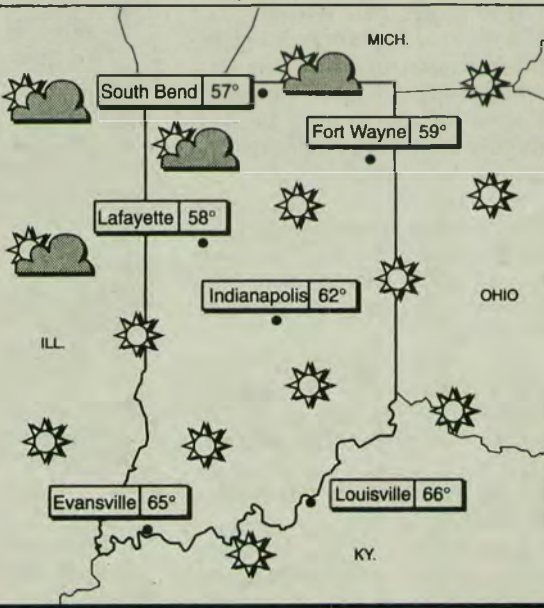 MICH.
South Bend 57°
Fort Wayne 59°
Lafayette 58°
Indianapolis 62°
OHIO
ILL.
Evansville 65°
Louisville 66°
KY.